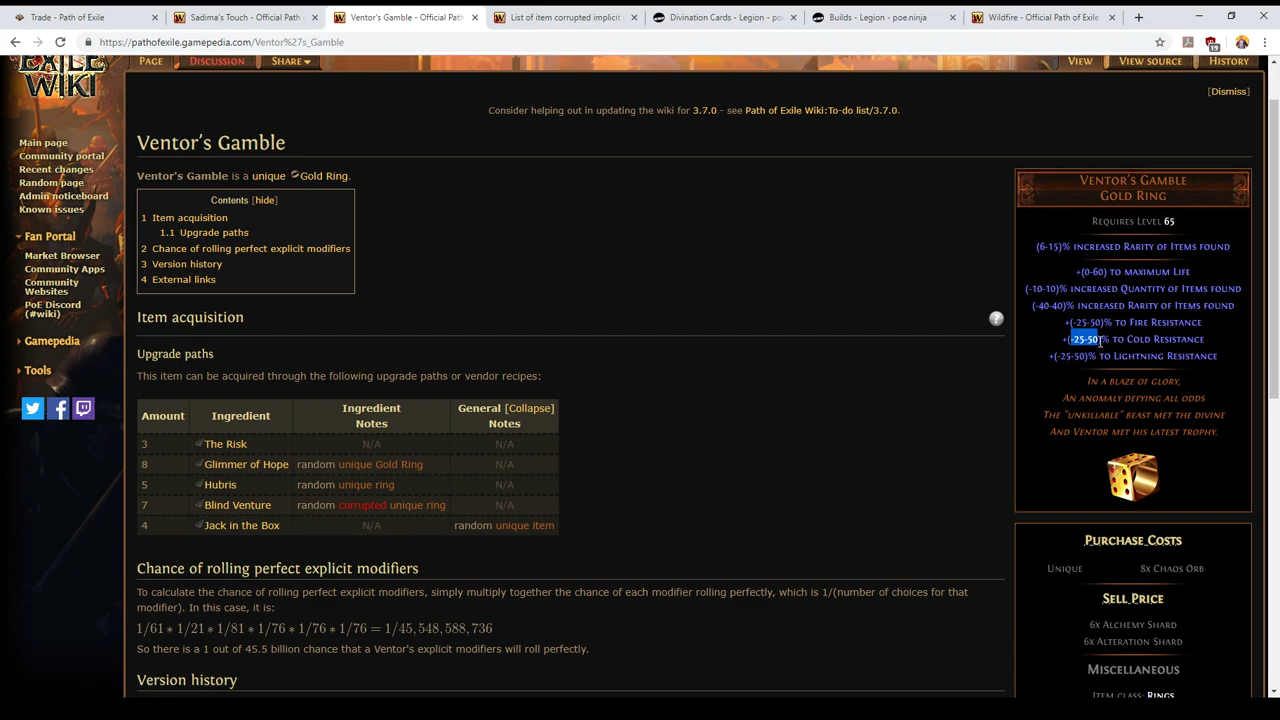 Trade - Path of Exile
Sadima's Touch - Official Path
Ventor's Gamble - Official Path
List of item corrupted implicit
Divination Cards - Legion - poe
Builds - Legion - poe.ninja
Wildfire - Official Path of Exile
https://pathofexile.gamepedia.com/Ventor%27s_Gamble
19
EXILE
WIKI
PAGE DISCUSSION SHARE
VIEW VIEW SOURCE HISTORY
[Dismiss]
Consider helping out in updating the wiki for 3.7.0 - see Path of Exile Wiki:To-do list/3.7.0.
Main page
Community portal
Recent changes
Random page
Admin noticeboard
Known issues
Fan Portal
Market Browser
Community Apps
Community
Websites
PoE Discord
(#wiki)
Gamepedia
Tools
Ventor's Gamble
Ventor's Gamble is a unique Gold Ring.
Contents [hide]
1 Item acquisition
1.1 Upgrade paths
2 Chance of rolling perfect explicit modifiers
3 Version history
4 External links
Item acquisition
?
Upgrade paths
This item can be acquired through the following upgrade paths or vendor recipes:
Amount Ingredient Ingredient Notes General [Collapse] Notes
3 The Risk N/A N/A
8 Glimmer of Hope random unique Gold Ring N/A
5 Hubris random unique ring N/A
7 Blind Venture random corrupted unique ring N/A
4 Jack in the Box N/A random unique item
Chance of rolling perfect explicit modifiers
To calculate the chance of rolling perfect explicit modifiers, simply multiply together the chance of each modifier rolling perfectly, which is 1/(number of choices for that
modifier). In this case, it is:
1/61 * 1/21 * 1/81 * 1/76 * 1/76 * 1/76 = 1/45,548,588,736
So there is a 1 out of 45.5 billion chance that a Ventor's explicit modifiers will roll perfectly.
Version history
Ventor's Gamble
Gold Ring
Requires Level 65
(6-15)% increased Rarity of Items found
+(0-60) to maximum Life
(-10-10)% increased Quantity of Items found
(-40-40)% increased Rarity of Items found
+(-25-50)% to Fire Resistance
+(-25-50)% to Cold Resistance
+(-25-50)% to Lightning Resistance
In a blaze of glory,
An anomaly defying all odds
The "unkillable" beast met the divine
And Ventor met his latest trophy.
Purchase Costs
Unique 8x Chaos Orb
Sell Price
6x Alchemy Shard
6x Alteration Shard
Miscellaneous
Item class: Rings